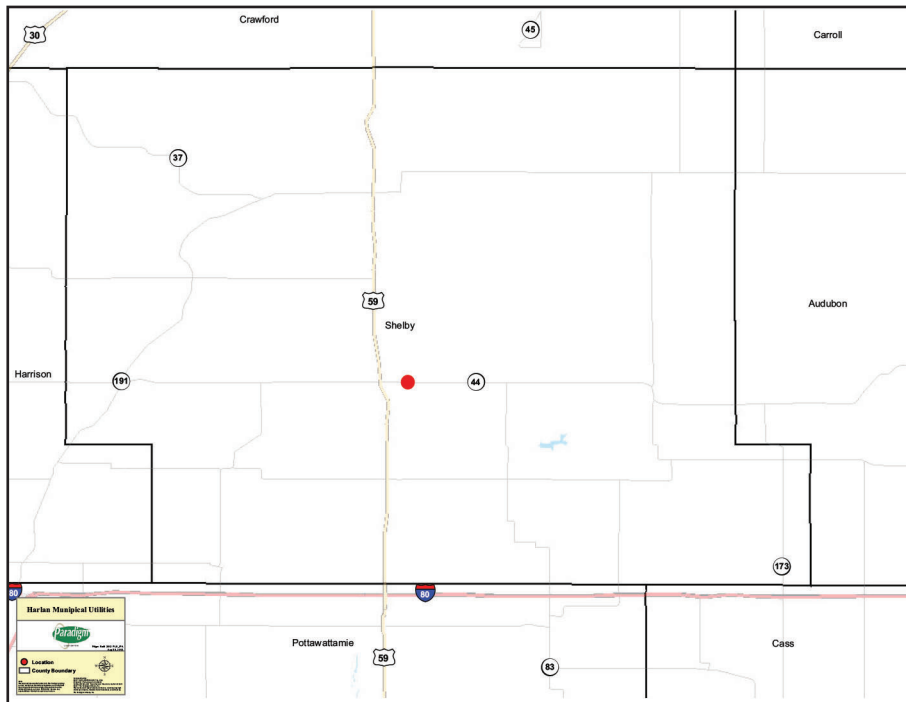 Crawford
45
30
Carroll
37
59
Audubon
Shelby
Harrison
191
44
173
80
80
Harlan Munipical Utilities
Paradigm
Location
County Boundary
Pottawattamie
59
83
Cass